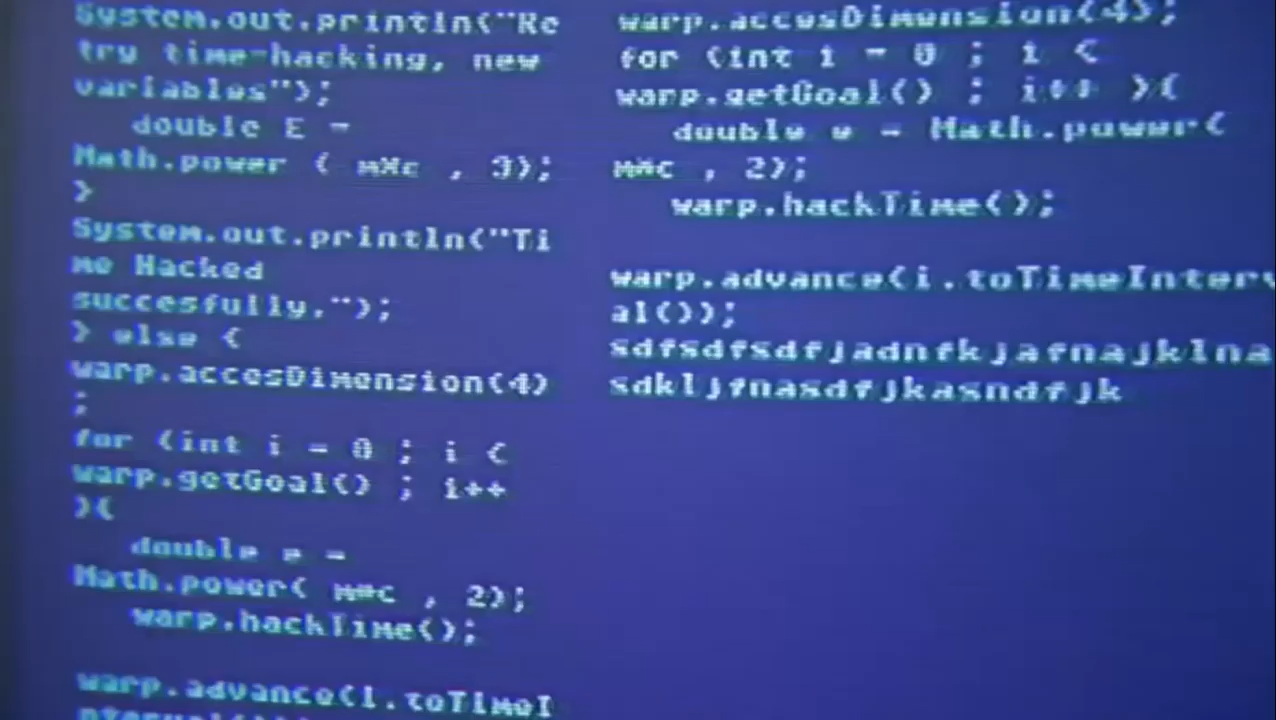 System.out.println("Re
try time-hacking, new
variables");
double E =
Math.power ( m*c , 3);
}
System.out.println("Ti
me Hacked
succesfully.");
} else {
warp.accesDimension(4)
;
for (int i = 0 ; i <
warp.getGoal() ; i++
){
double e =
Math.power( m*c , 2);
warp.hackTime();
warp.advance(i.toTimeI
nterval());
warp.accesDimension(4);
for (int i = 0 ; i <
warp.getGoal() ; i++ ){
double e = Math.power(
m*c , 2);
warp.hackTime();
warp.advance(i.toTimeInterv
al());
sdfsdfsdfjadnfkjafnajklna
sdkljfnasdfjkasndfjk